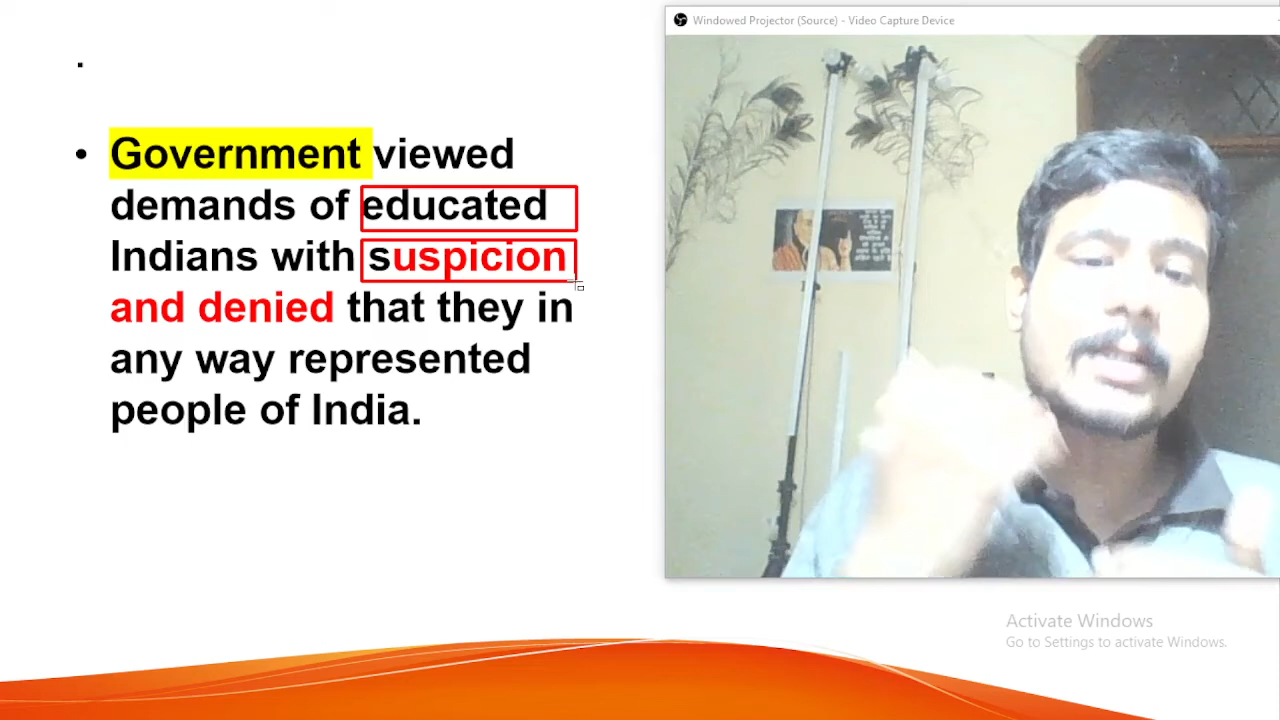 Windowed Projector (Source) - Video Capture Device
Government viewed
demands of educated
Indians with suspicion
and denied that they in
any way represented
people of India.
Activate Windows
Go to Settings to activate Windows.